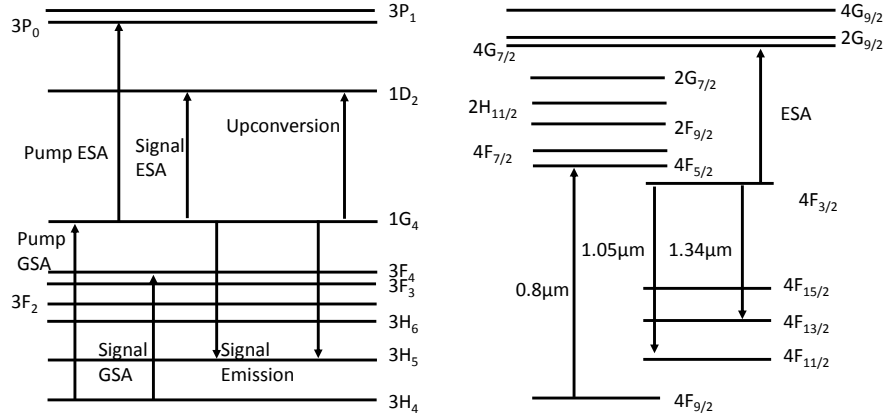 3P1
3P0
1D2
Upconversion
Pump ESA
Signal
ESA
1G4
Pump
GSA
3F4
3F3
3F2
3H6
Signal
GSA
Signal
Emission
3H5
3H4
4G9/2
2G9/2
4G7/2
2G7/2
2H11/2
ESA
2F9/2
4F7/2
4F5/2
4F3/2
1.05μm
1.34μm
0.8μm
4F15/2
4F13/2
4F11/2
4F9/2